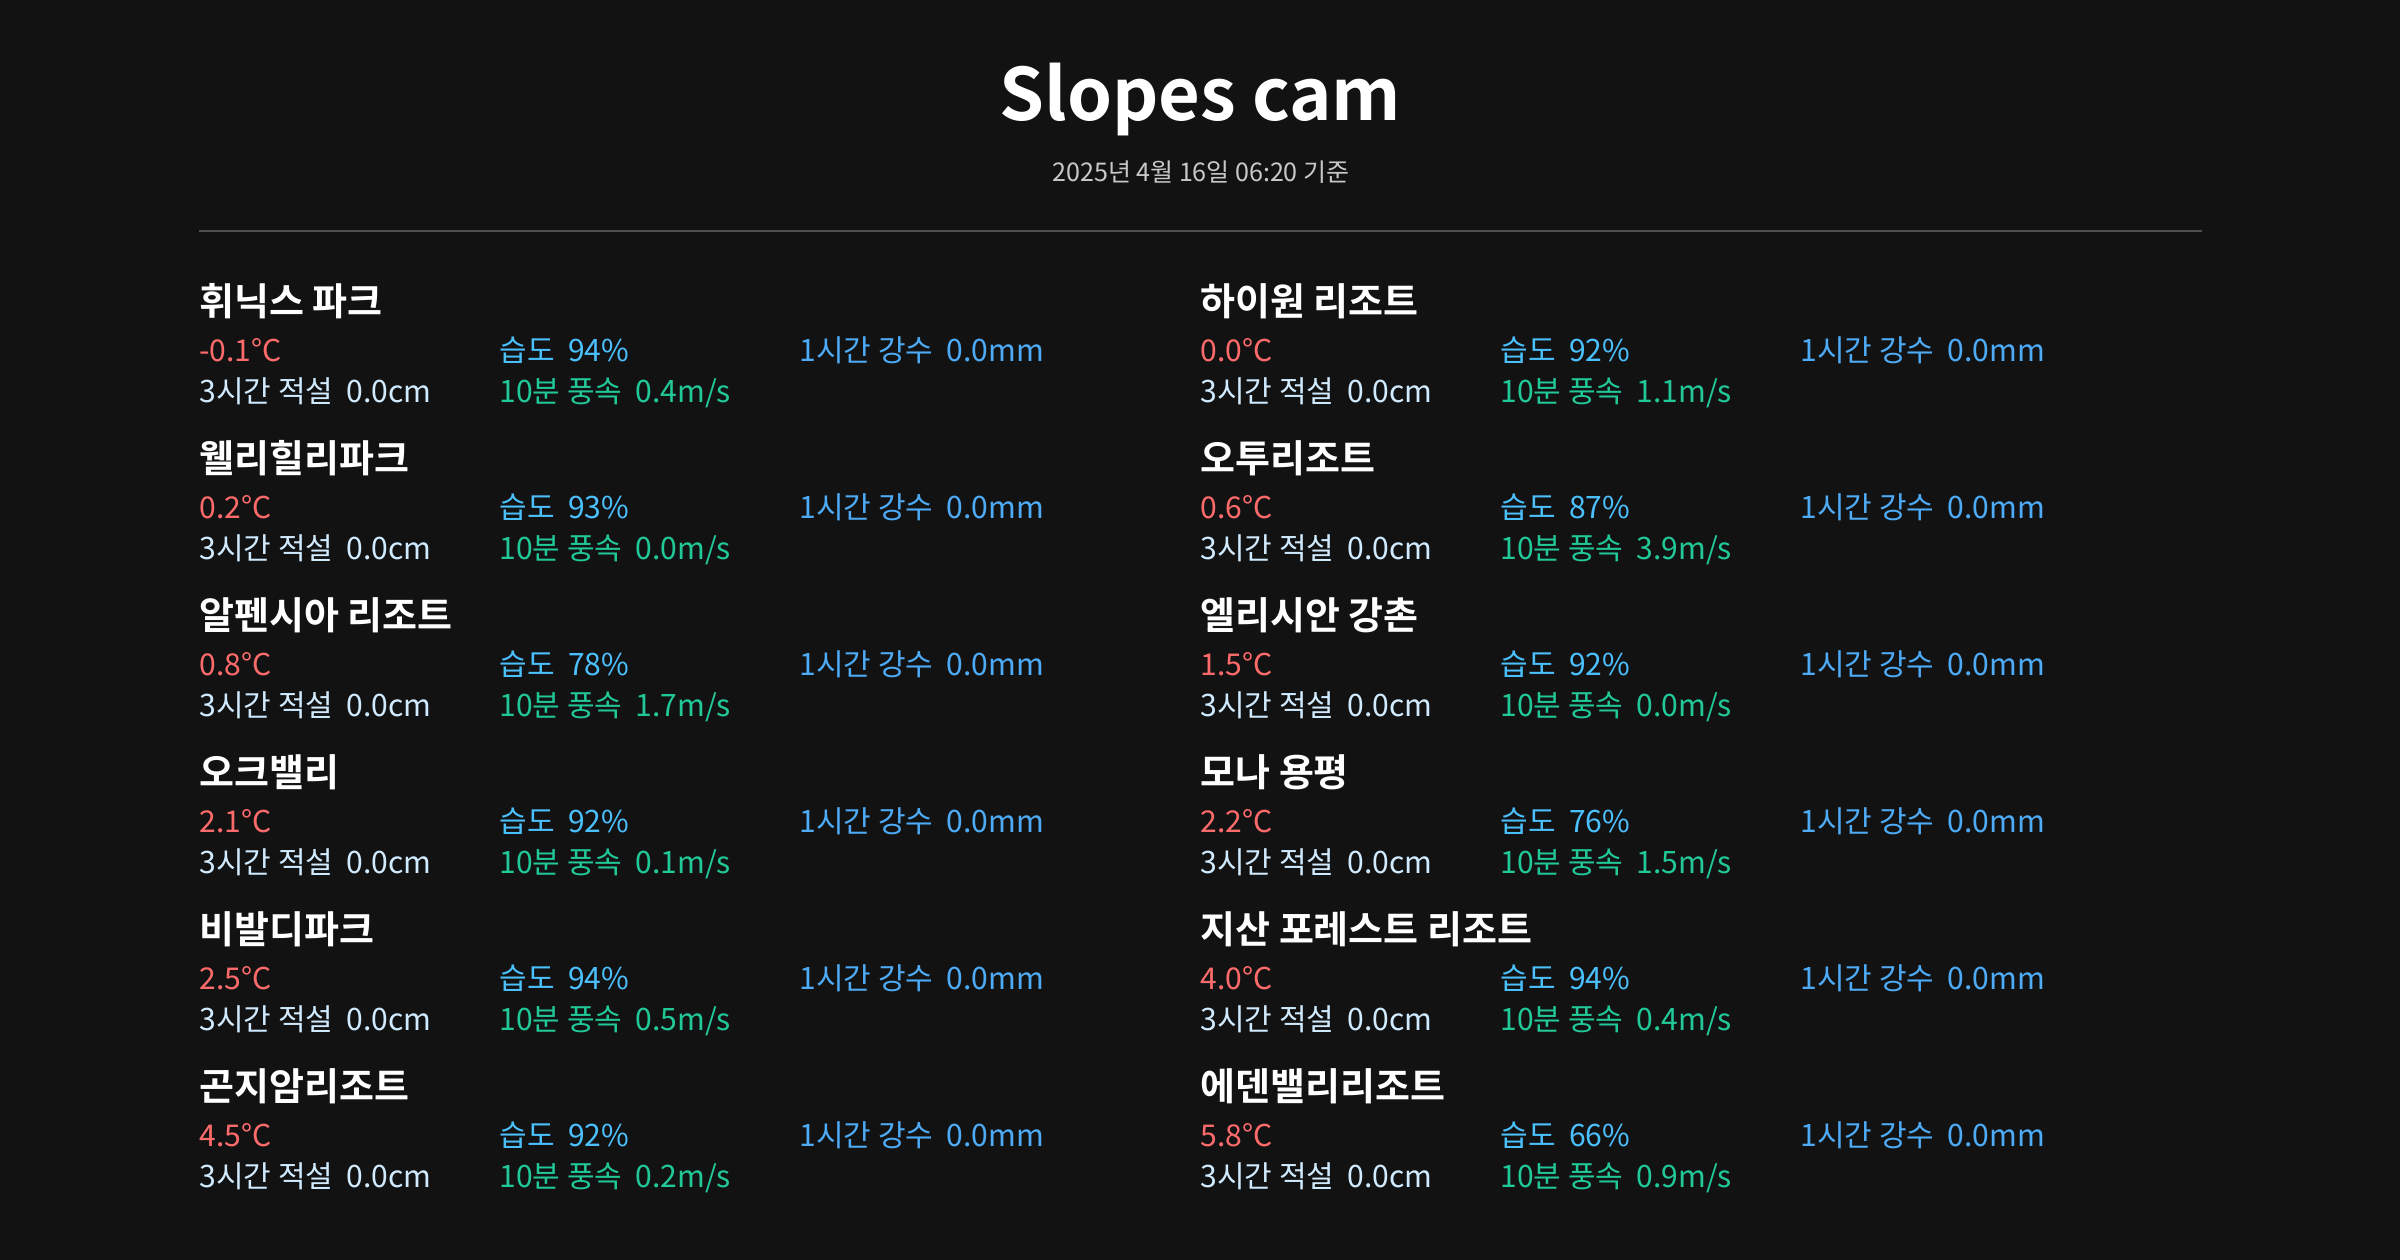 Slopes cam
2025년 4월 16일 06:20 기준
휘닉스 파크
-0.1°C 습도 94% 1시간 강수 0.0mm
3시간 적설 0.0cm 10분 풍속 0.4m/s
하이원 리조트
0.0°C 습도 92% 1시간 강수 0.0mm
3시간 적설 0.0cm 10분 풍속 1.1m/s
웰리힐리파크
0.2°C 습도 93% 1시간 강수 0.0mm
3시간 적설 0.0cm 10분 풍속 0.0m/s
오투리조트
0.6°C 습도 87% 1시간 강수 0.0mm
3시간 적설 0.0cm 10분 풍속 3.9m/s
알펜시아 리조트
0.8°C 습도 78% 1시간 강수 0.0mm
3시간 적설 0.0cm 10분 풍속 1.7m/s
엘리시안 강촌
1.5°C 습도 92% 1시간 강수 0.0mm
3시간 적설 0.0cm 10분 풍속 0.0m/s
오크밸리
2.1°C 습도 92% 1시간 강수 0.0mm
3시간 적설 0.0cm 10분 풍속 0.1m/s
모나 용평
2.2°C 습도 76% 1시간 강수 0.0mm
3시간 적설 0.0cm 10분 풍속 1.5m/s
비발디파크
2.5°C 습도 94% 1시간 강수 0.0mm
3시간 적설 0.0cm 10분 풍속 0.5m/s
지산 포레스트 리조트
4.0°C 습도 94% 1시간 강수 0.0mm
3시간 적설 0.0cm 10분 풍속 0.4m/s
곤지암리조트
4.5°C 습도 92% 1시간 강수 0.0mm
3시간 적설 0.0cm 10분 풍속 0.2m/s
에덴밸리리조트
5.8°C 습도 66% 1시간 강수 0.0mm
3시간 적설 0.0cm 10분 풍속 0.9m/s